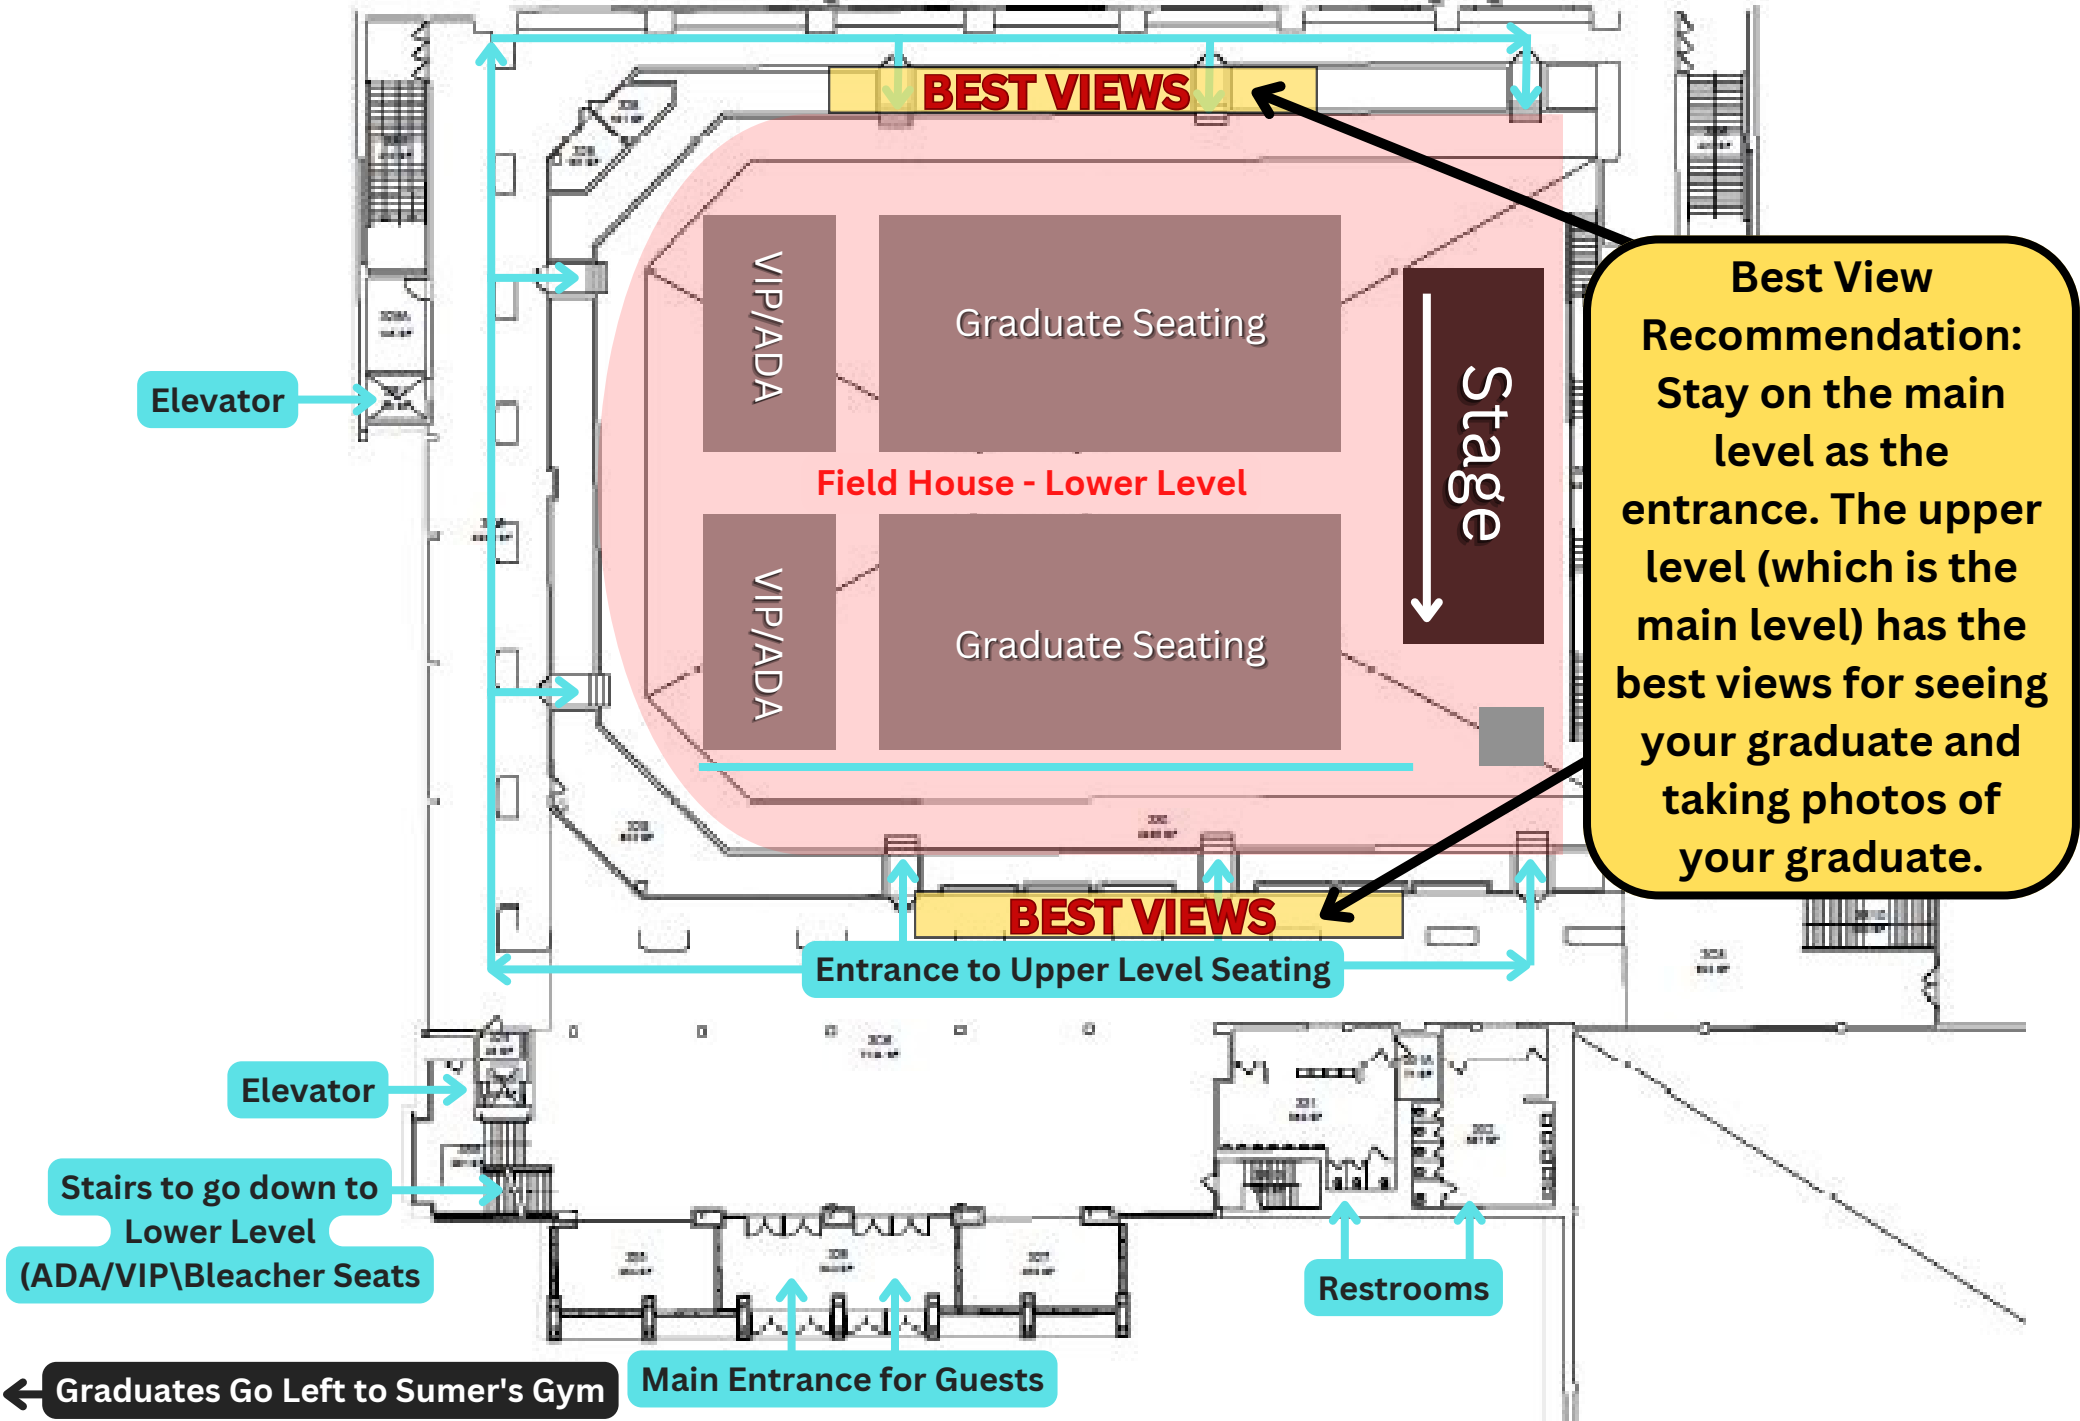 BEST VIEWS
Best View
Recommendation:
Stay on the main
level as the
entrance. The upper
level (which is the
main level) has the
best views for seeing
your graduate and
taking photos of
your graduate.
VIP/ADA
Graduate Seating
Stage
Elevator
Field House - Lower Level
VIP/ADA
Graduate Seating
BEST VIEWS
Entrance to Upper Level Seating
Elevator
Stairs to go down to
Lower Level
(ADA/VIP\Bleacher Seats
Restrooms
Main Entrance for Guests
Graduates Go Left to Sumer's Gym